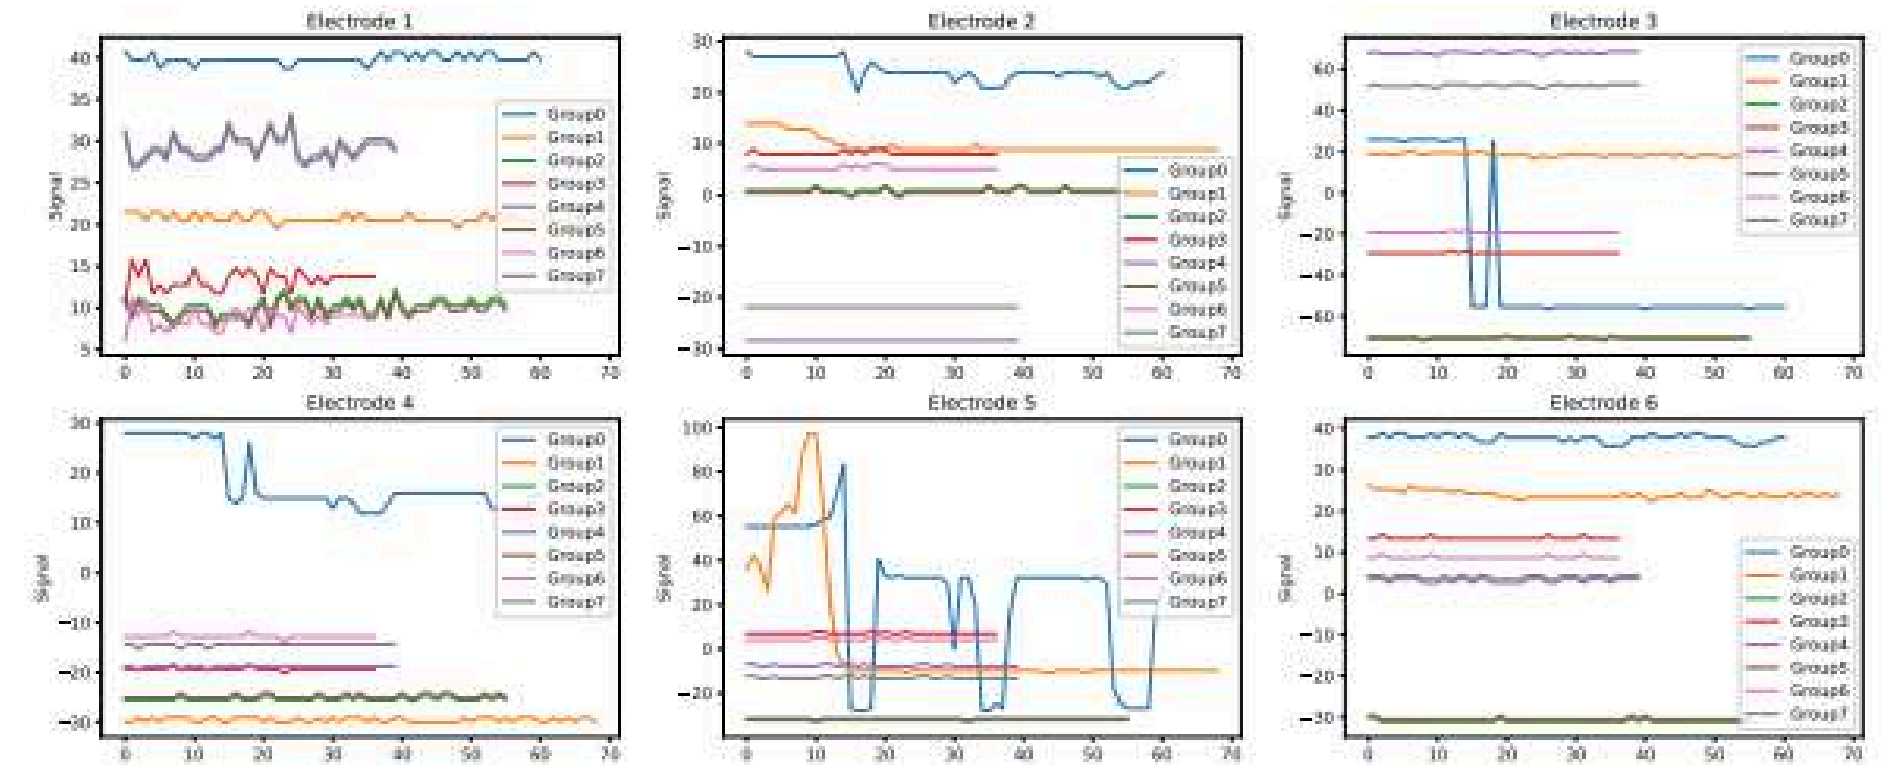 Electrode 1
40
35
30
25
20
15
10
5
Signal
0 10 20 30 40 50 60 70
Group0
Group1
Group2
Group3
Group4
Group5
Group6
Group7
Electrode 2
30
20
10
0
−10
−20
−30
Signal
0 10 20 30 40 50 60 70
Group0
Group1
Group2
Group3
Group4
Group5
Group6
Group7
Electrode 3
60
40
20
0
−20
−40
−60
Signal
0 10 20 30 40 50 60 70
Group0
Group1
Group2
Group3
Group4
Group5
Group6
Group7
Electrode 4
30
20
10
0
−10
−20
−30
Signal
0 10 20 30 40 50 60 70
Group0
Group1
Group2
Group3
Group4
Group5
Group6
Group7
Electrode 5
100
80
60
40
20
0
−20
Signal
0 10 20 30 40 50 60 70
Group0
Group1
Group2
Group3
Group4
Group5
Group6
Group7
Electrode 6
40
30
20
10
0
−10
−20
−30
Signal
0 10 20 30 40 50 60 70
Group0
Group1
Group2
Group3
Group4
Group5
Group6
Group7